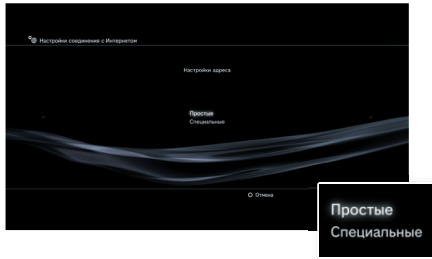 Настройки соединения с Интернетом
Настройки адреса
Простые
Специальные
Отмена
Простые
Специальные